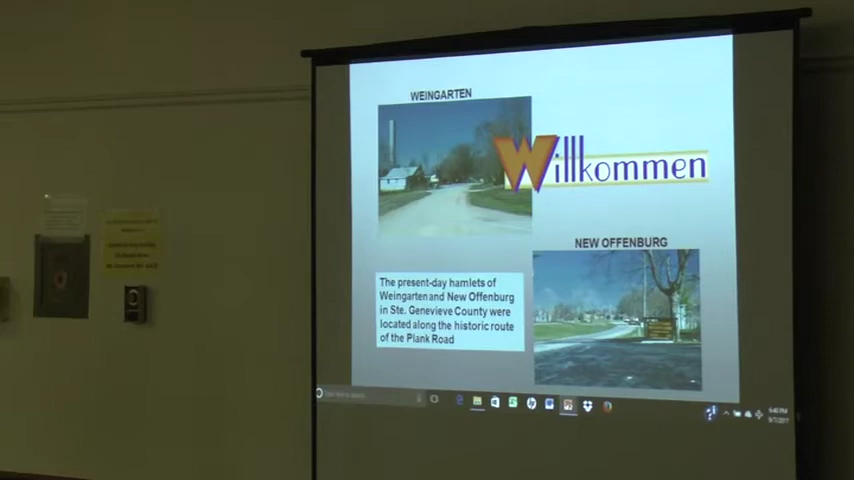 WEINGARTEN
Willkommen
NEW OFFENBURG
The present-day hamlets of
Weingarten and New Offenburg
in Ste. Genevieve County were
located along the historic route
of the Plank Road